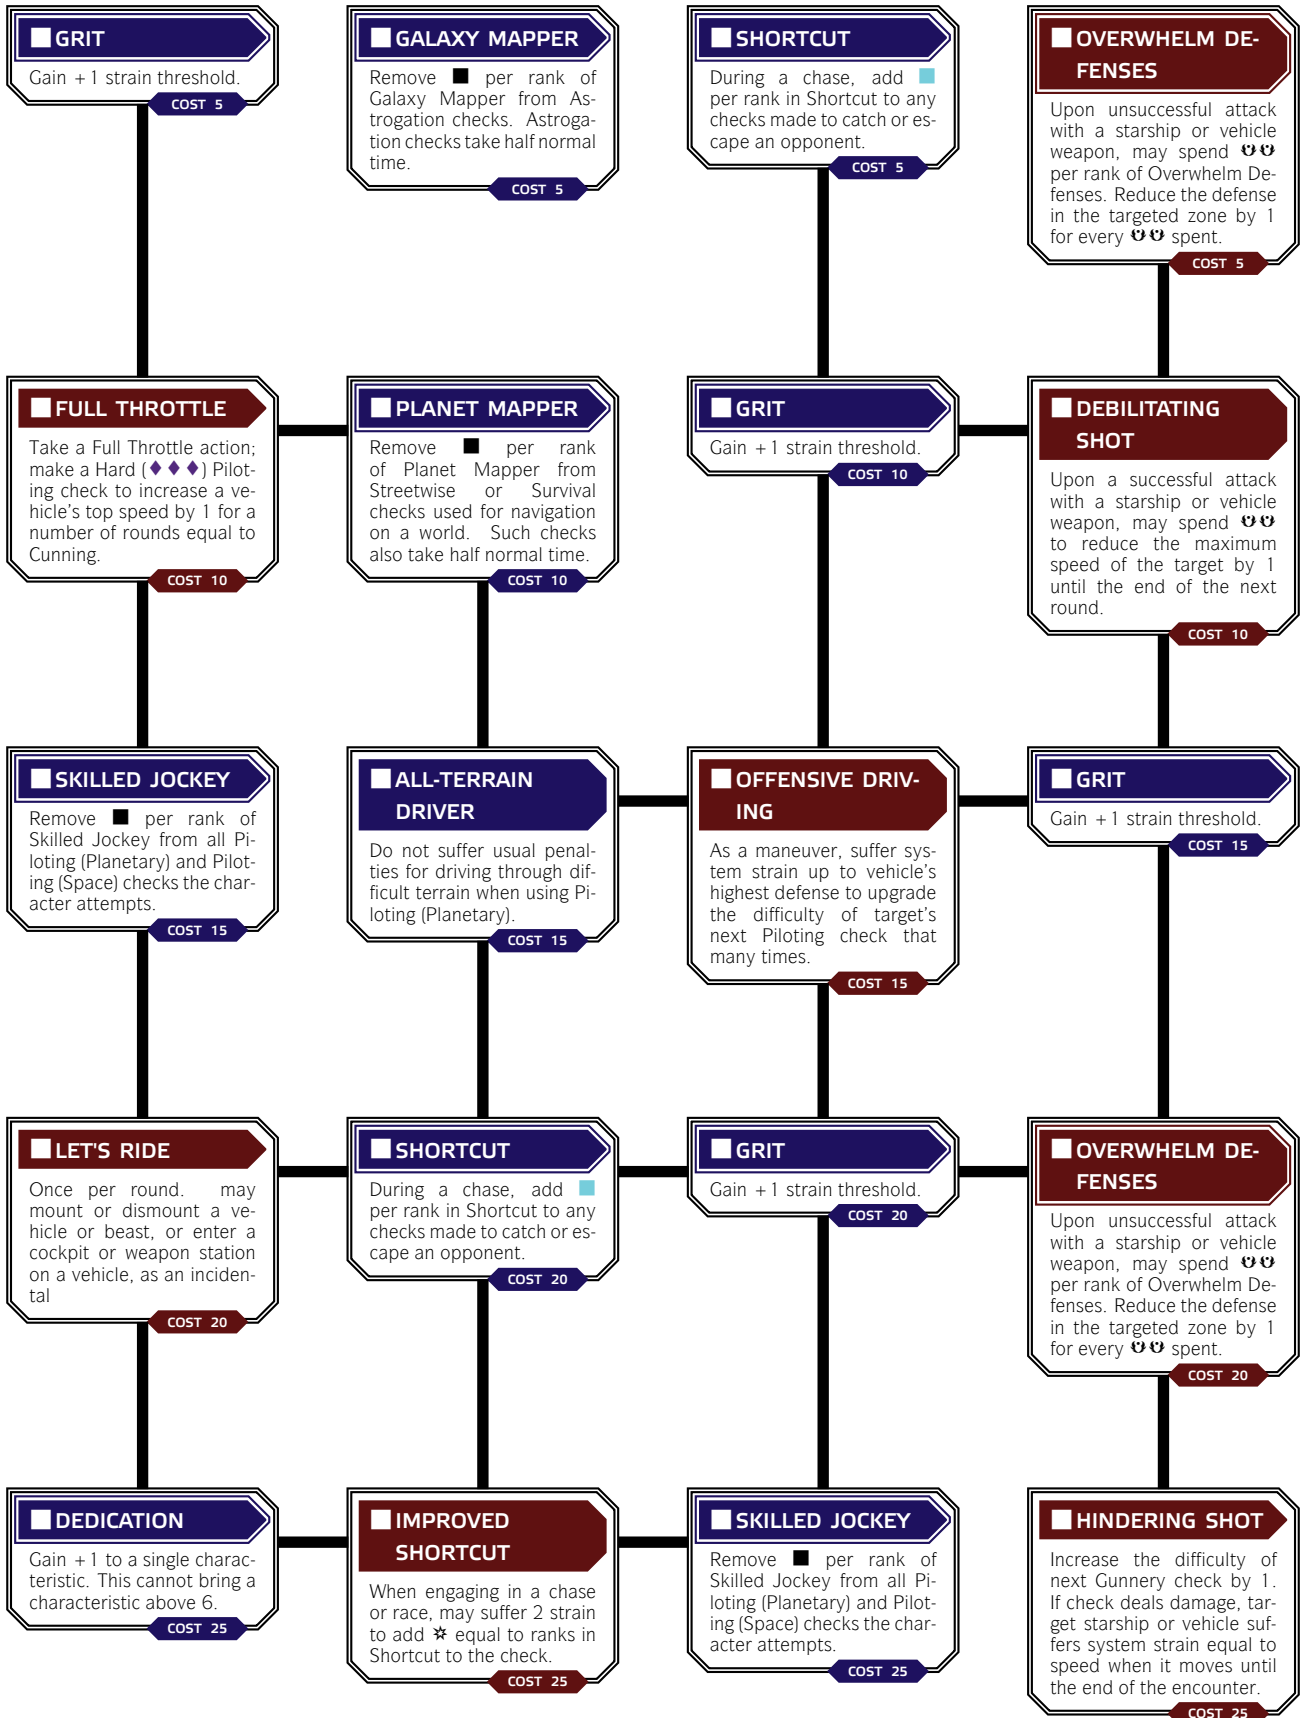 GRIT
Gain +1 strain threshold.
COST 5
GALAXY MAPPER
Remove ■ per rank of
Galaxy Mapper from As-
trogation checks. Astroga-
tion checks take half normal
time.
COST 5
SHORTCUT
During a chase, add ■
per rank in Shortcut to any
checks made to catch or es-
cape an opponent.
COST 5
OVERWHELM DE-
FENSES
Upon unsuccessful attack
with a starship or vehicle
weapon, may spend
per rank of Overwhelm De-
fenses. Reduce the defense
in the targeted zone by 1
for every spent.
COST 5
FULL THROTTLE
Take a Full Throttle action;
make a Hard (♦♦♦) Pilot-
ing check to increase a ve-
hicle's top speed by 1 for a
number of rounds equal to
Cunning.
COST 10
PLANET MAPPER
Remove ■ per rank
of Planet Mapper from
Streetwise or Survival
checks used for navigation
on a world. Such checks
also take half normal time.
COST 10
GRIT
Gain +1 strain threshold.
COST 10
DEBILITATING
SHOT
Upon a successful attack
with a starship or vehicle
weapon, may spend
to reduce the maximum
speed of the target by 1
until the end of the next
round.
COST 10
SKILLED JOCKEY
Remove ■ per rank of
Skilled Jockey from all Pi-
loting (Planetary) and Pilot-
ing (Space) checks the char-
acter attempts.
COST 15
ALL-TERRAIN
DRIVER
Do not suffer usual penal-
ties for driving through dif-
ficult terrain when using Pi-
loting (Planetary).
COST 15
OFFENSIVE DRIV-
ING
As a maneuver, suffer sys-
tem strain up to vehicle's
highest defense to upgrade
the difficulty of target's
next Piloting check that
many times.
COST 15
GRIT
Gain +1 strain threshold.
COST 15
LET'S RIDE
Once per round. may
mount or dismount a ve-
hicle or beast, or enter a
cockpit or weapon station
on a vehicle, as an inciden-
tal
COST 20
SHORTCUT
During a chase, add ■
per rank in Shortcut to any
checks made to catch or es-
cape an opponent.
COST 20
GRIT
Gain +1 strain threshold.
COST 20
OVERWHELM DE-
FENSES
Upon unsuccessful attack
with a starship or vehicle
weapon, may spend
per rank of Overwhelm De-
fenses. Reduce the defense
in the targeted zone by 1
for every spent.
COST 20
DEDICATION
Gain +1 to a single charac-
teristic. This cannot bring a
characteristic above 6.
COST 25
IMPROVED
SHORTCUT
When engaging in a chase
or race, may suffer 2 strain
to add equal to ranks in
Shortcut to the check.
COST 25
SKILLED JOCKEY
Remove ■ per rank of
Skilled Jockey from all Pi-
loting (Planetary) and Pilot-
ing (Space) checks the char-
acter attempts.
COST 25
HINDERING SHOT
Increase the difficulty of
next Gunnery check by 1.
If check deals damage, tar-
get starship or vehicle suf-
fers system strain equal to
speed when it moves until
the end of the encounter.
COST 25